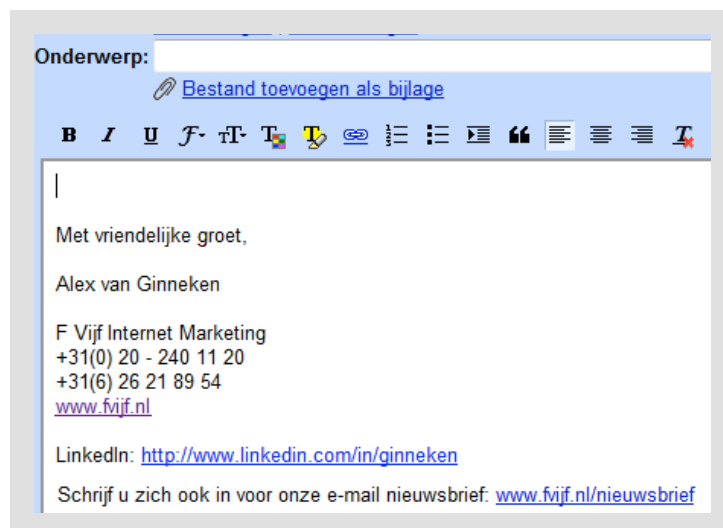 Onderwerp:
Bestand toevoegen als bijlage
B I U
Met vriendelijke groet,
Alex van Ginneken
F Vijf Internet Marketing
+31(0) 20 - 240 11 20
+31(6) 26 21 89 54
www.fvijf.nl
LinkedIn: http://www.linkedin.com/in/ginneken
Schrijf u zich ook in voor onze e-mail nieuwsbrief: www.fvijf.nl/nieuwsbrief